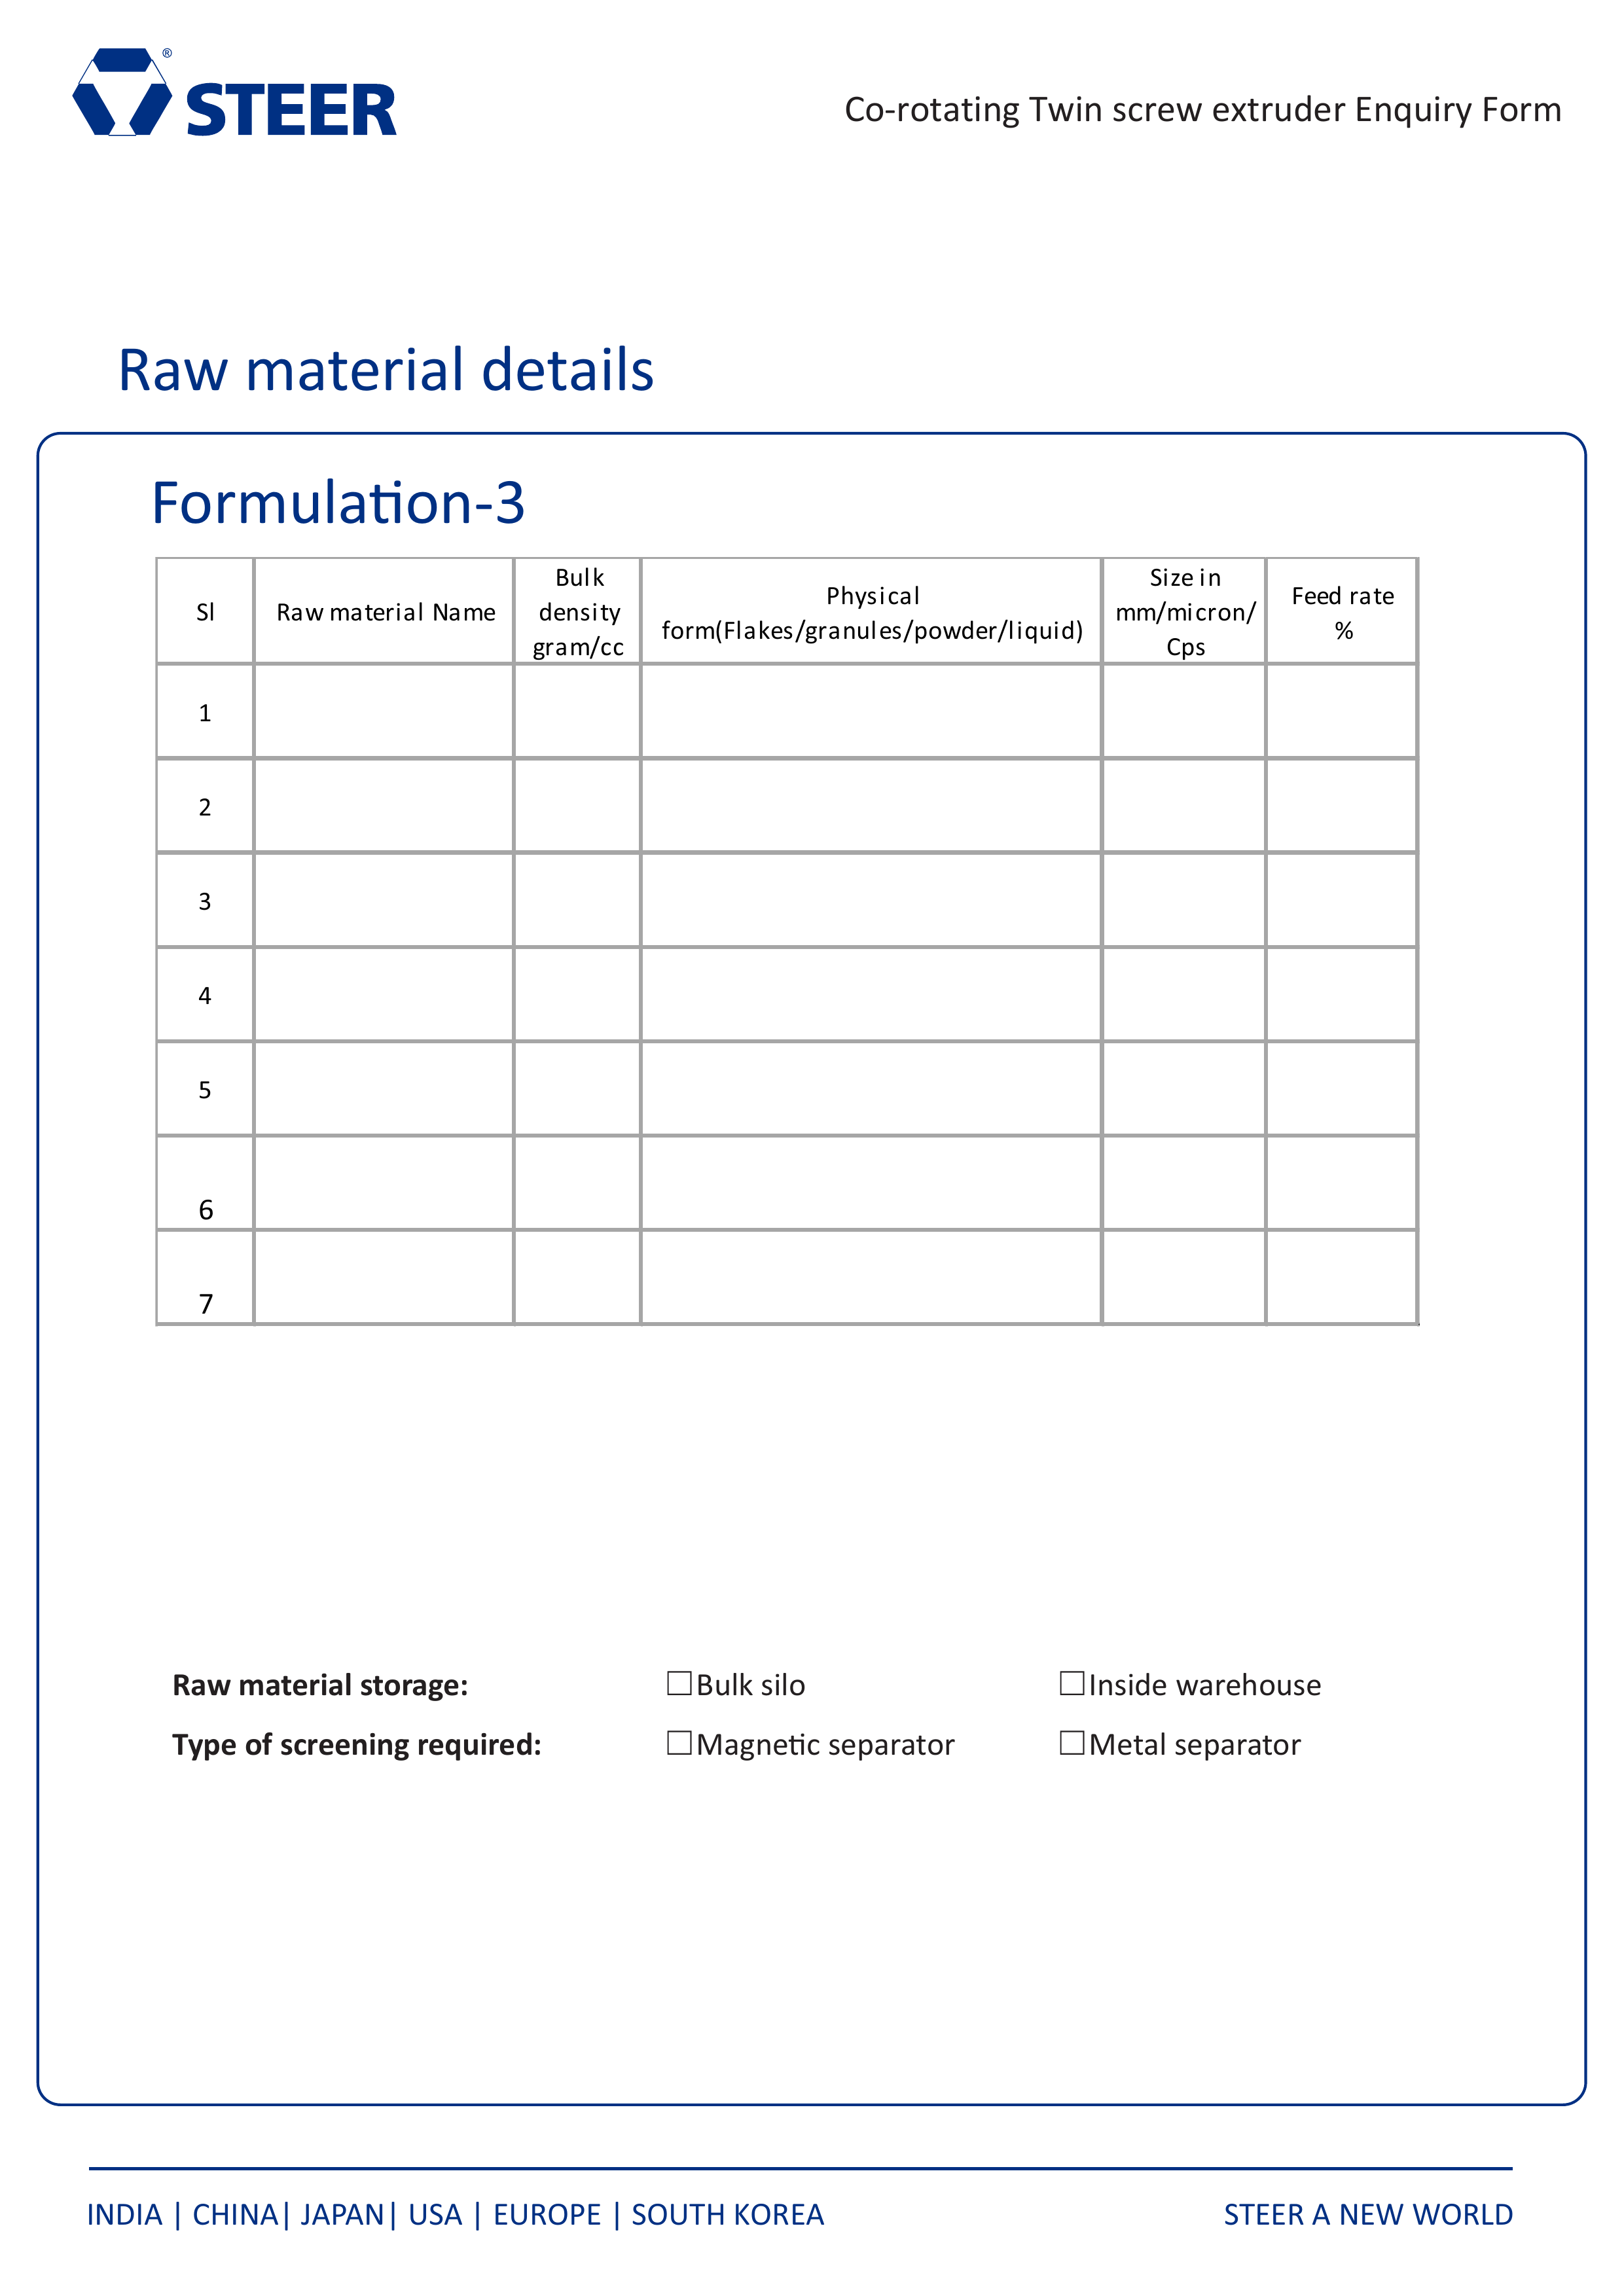 ® STEER
Co-rotating Twin screw extruder Enquiry Form
Raw material details
Formulation-3
Sl
Raw material Name
Bulk
density
gram/cc
Physical
form(Flakes/granules/powder/liquid)
Size in
mm/micron/
Cps
Feed rate
%
1
2
3
4
5
6
7
Raw material storage: ☐Bulk silo ☐Inside warehouse
Type of screening required: ☐Magnetic separator ☐Metal separator
INDIA | CHINA| JAPAN| USA | EUROPE | SOUTH KOREA
STEER A NEW WORLD